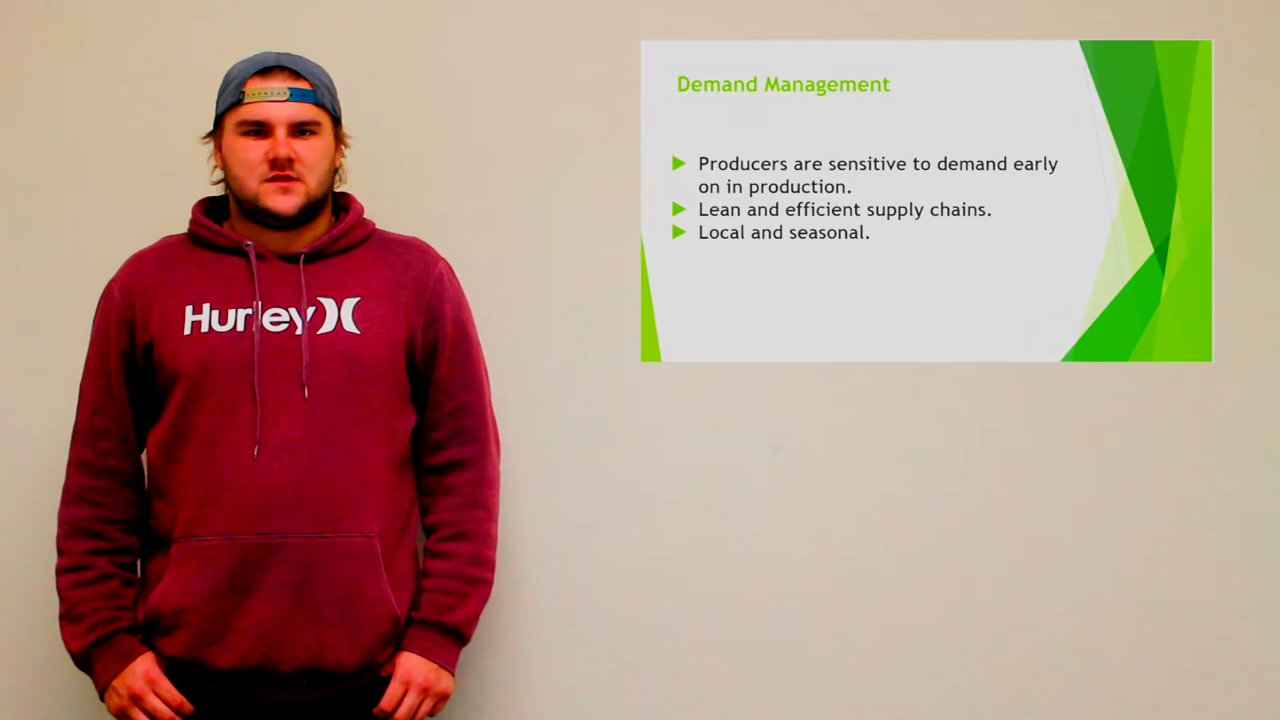 Demand Management
Producers are sensitive to demand early
on in production.
Lean and efficient supply chains.
Local and seasonal.
Hurley